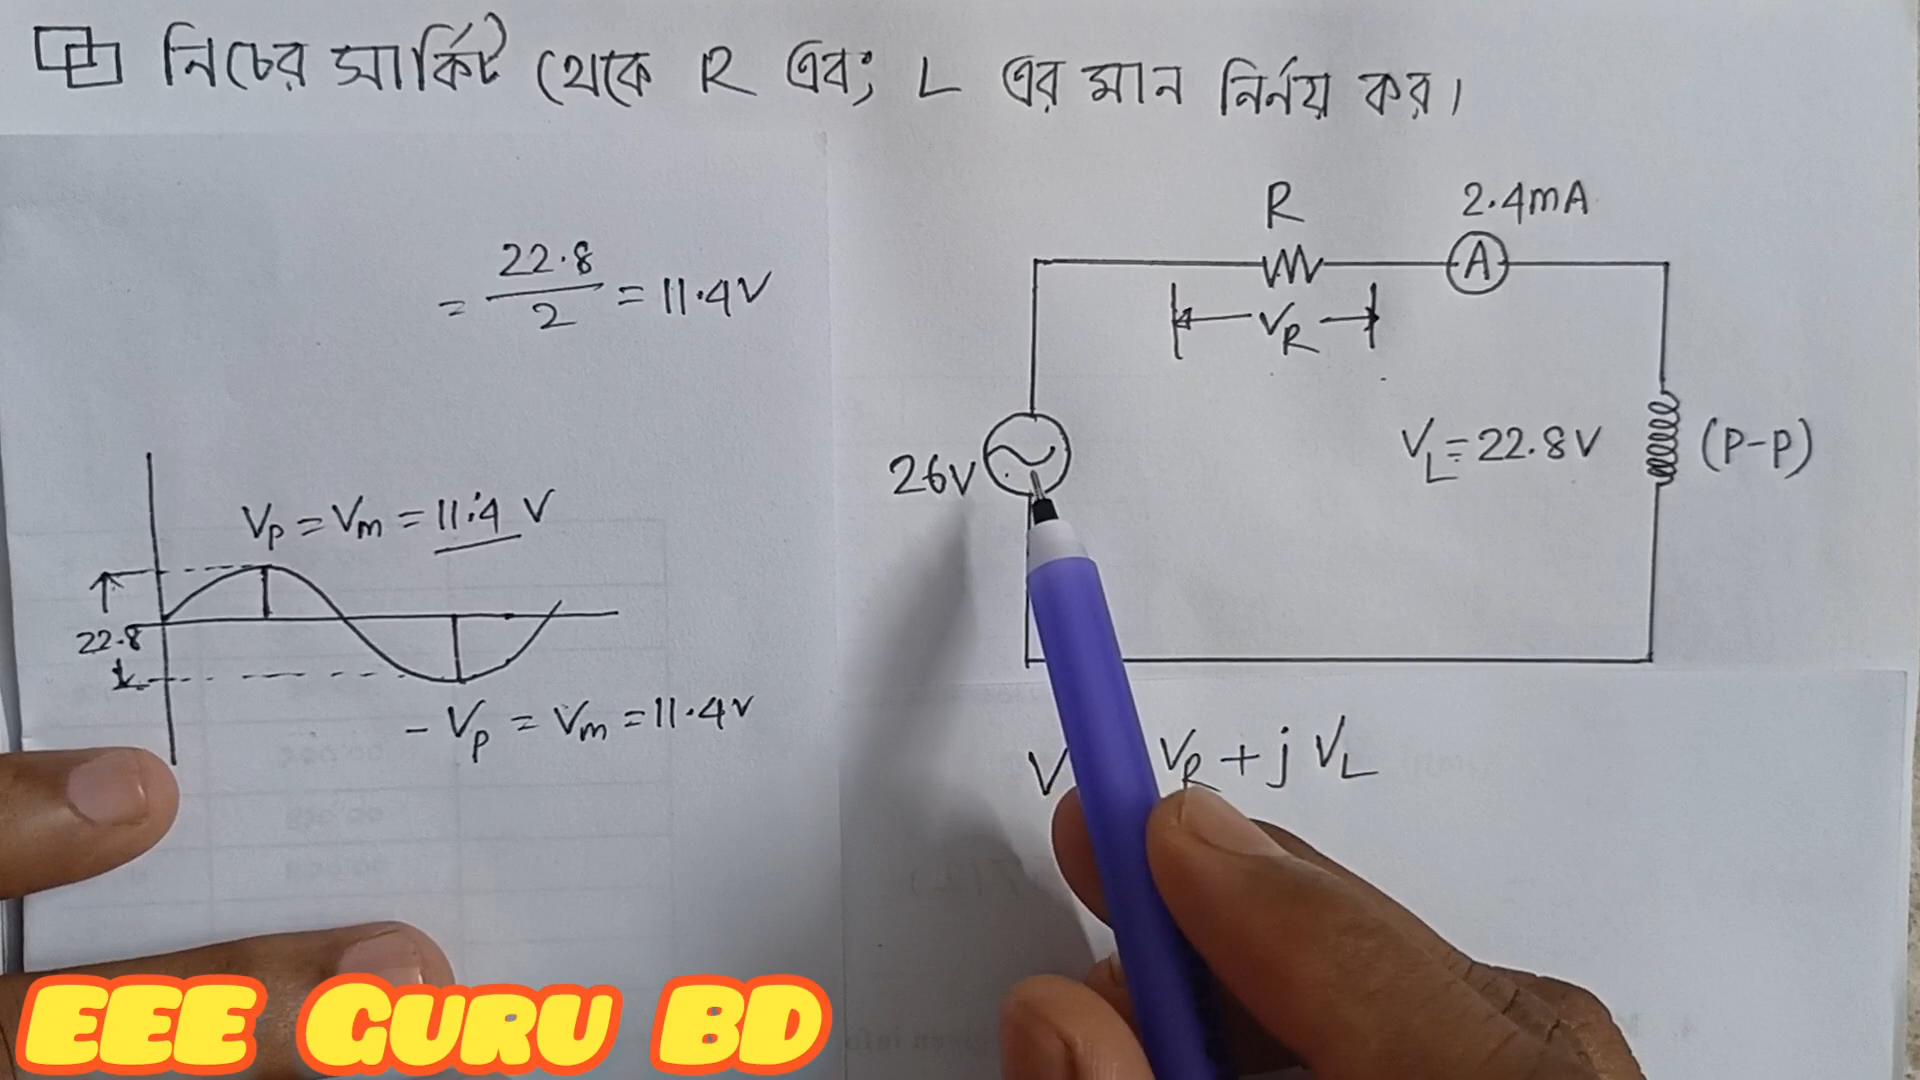 নিচের সার্কিট থেকে R এবং L এর মান নির্নয় কর।
= 22.8 / 2 = 11.4V
Vp = Vm = 11.4 V
22.8
- Vp = Vm = 11.4V
R
2.4mA
A
VR
26V
VL = 22.8V
(P-P)
V VR + j VL
EEE GURU BD